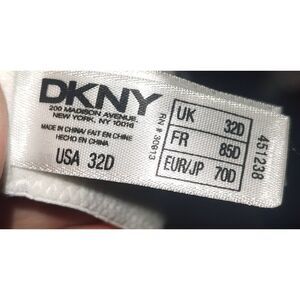 DKNY
200 MADISON AVENUE.
NEW YORK, NY 10016
MADE IN CHINA/ FAIT EN CHINE
HECHO EN CHINA
USA 32D
RN # 30913
UK 32D
FR 85D
EUR/JP 70D
451238